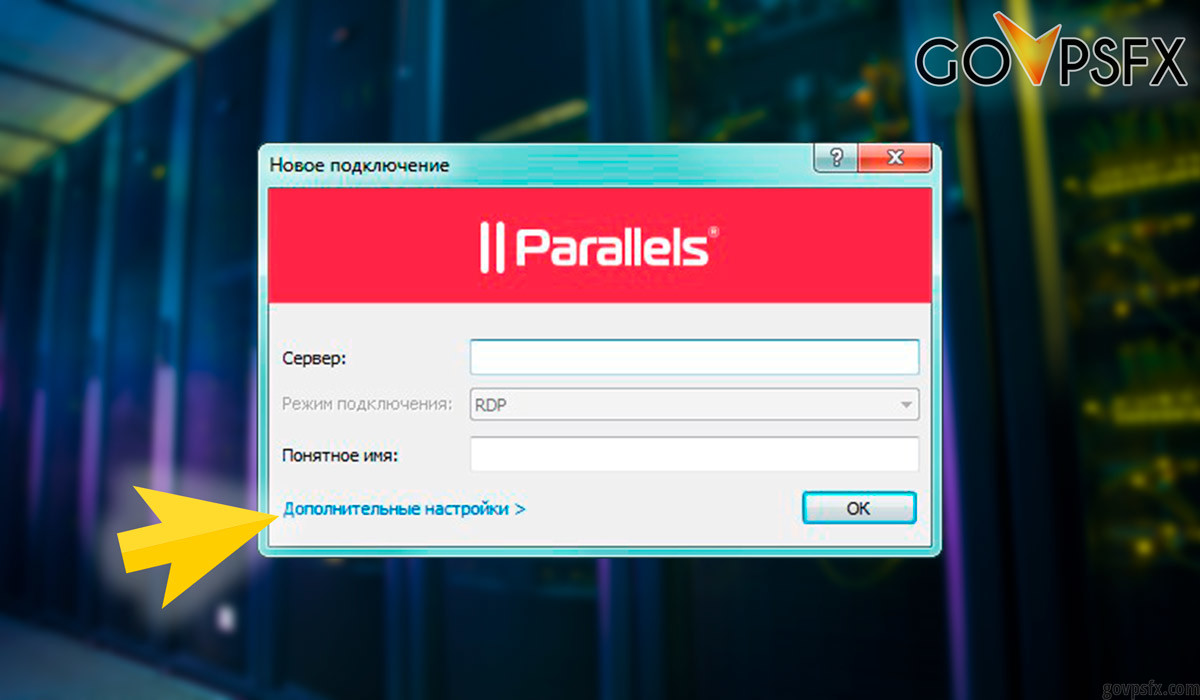 GOVPSFX
Новое подключение
Parallels®
Сервер:
Режим подключения: RDP
Понятное имя:
Дополнительные настройки >
OK
govpsfx.com